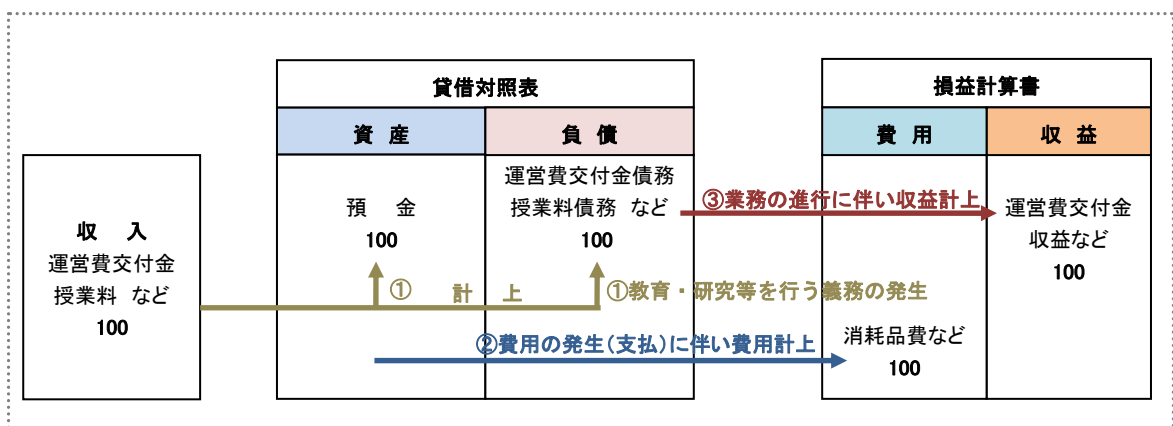 貸借対照表
資 産
負 債
損益計算書
費 用
収 益
収 入
運営費交付金
授業料 など
100
預 金
100
運営費交付金債務
授業料債務 など
100
① 計 上
①教育・研究等を行う義務の発生
②費用の発生(支払)に伴い費用計上
③業務の進行に伴い収益計上
消耗品費など
100
運営費交付金
収益など
100